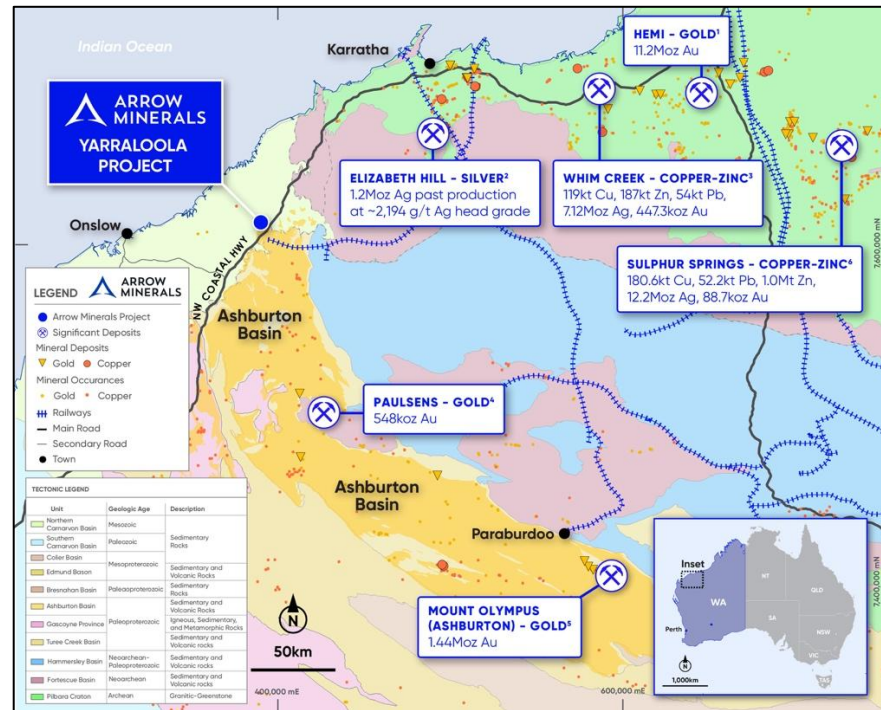 Indian Ocean
Karratha
HEMI - GOLD¹
11.2Moz Au
ARROW
MINERALS
YARRALOOLA
PROJECT
ELIZABETH HILL - SILVER²
1.2Moz Ag past production
at ~2,194 g/t Ag head grade
WHIM CREEK - COPPER-ZINC³
119kt Cu, 187kt Zn, 54kt Pb,
7.12Moz Ag, 447.3koz Au
Onslow
NW COASTAL HWY
7,600,000 mN
SULPHUR SPRINGS - COPPER-ZINC⁶
180.6kt Cu, 52.2kt Pb, 1.0Mt Zn,
12.2Moz Ag, 88.7koz Au
LEGEND
ARROW
MINERALS
Arrow Minerals Project
Significant Deposits
Mineral Deposits
Gold Copper
Mineral Occurances
Gold Copper
Railways
Main Road
Secondary Road
Town
Ashburton
Basin
PAULSENS - GOLD⁴
548koz Au
Ashburton
Basin
Paraburdoo
MOUNT OLYMPUS
(ASHBURTON) - GOLD⁵
1.44Moz Au
7,400,000 mN
TECTONIC LEGEND
Unit Geologic Age Description
Northern Carnarvon Basin Mesozoic
Southern Carnarvon Basin Paleozoic
Sedimentary Rocks
Colier Basin
Mesoproterozoic
Edmund Bason Sedimentary and Volcanic Rocks
Bresnahan Basin Palaeoproterozoic Sedimentary Rocks
Ashburton Basin Sedimentary and Volcanic Rocks
Gascoyne Province Paleoproterozoic Igneous, Sedimentary, and Metamorphic Rocks
Turee Creek Basin Sedimentary and Volcanic Rocks
Hammersley Basin Neoarchean-Paleoproterozoic Sedimentary and Volcanic rocks
Fortescue Basin Neoarchean Sedimentary and Volcanic rocks
Pilbara Craton Archean Granitic-Greenstone
N
50km
400,000 mE
600,000 mE
Inset
WA
NT
QLD
SA
NSW
VIC
TAS
Perth
N
1,000km